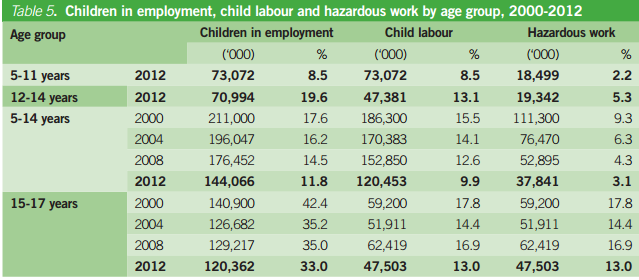 Table 5. Children in employment, child labour and hazardous work by age group, 2000-2012
Age group Children in employment Child labour Hazardous work
('000) % ('000) % ('000) %
5-11 years 2012 73,072 8.5 73,072 8.5 18,499 2.2
12-14 years 2012 70,994 19.6 47,381 13.1 19,342 5.3
5-14 years 2000 211,000 17.6 186,300 15.5 111,300 9.3
2004 196,047 16.2 170,383 14.1 76,470 6.3
2008 176,452 14.5 152,850 12.6 52,895 4.3
2012 144,066 11.8 120,453 9.9 37,841 3.1
15-17 years 2000 140,900 42.4 59,200 17.8 59,200 17.8
2004 126,682 35.2 51,911 14.4 51,911 14.4
2008 129,217 35.0 62,419 16.9 62,419 16.9
2012 120,362 33.0 47,503 13.0 47,503 13.0